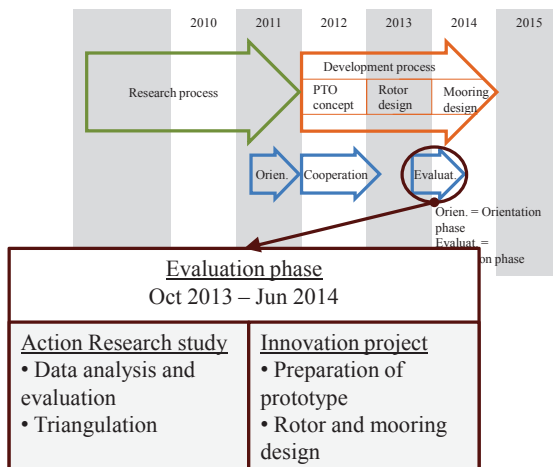 2010 2011 2012 2013 2014 2015
Development process
Research process
PTO concept
Rotor design
Mooring design
Orien.
Cooperation
Evaluat.
Orien. = Orientation
phase
Evaluat. =
on phase
Evaluation phase
Oct 2013 – Jun 2014
Action Research study
• Data analysis and
evaluation
• Triangulation
Innovation project
• Preparation of
prototype
• Rotor and mooring
design